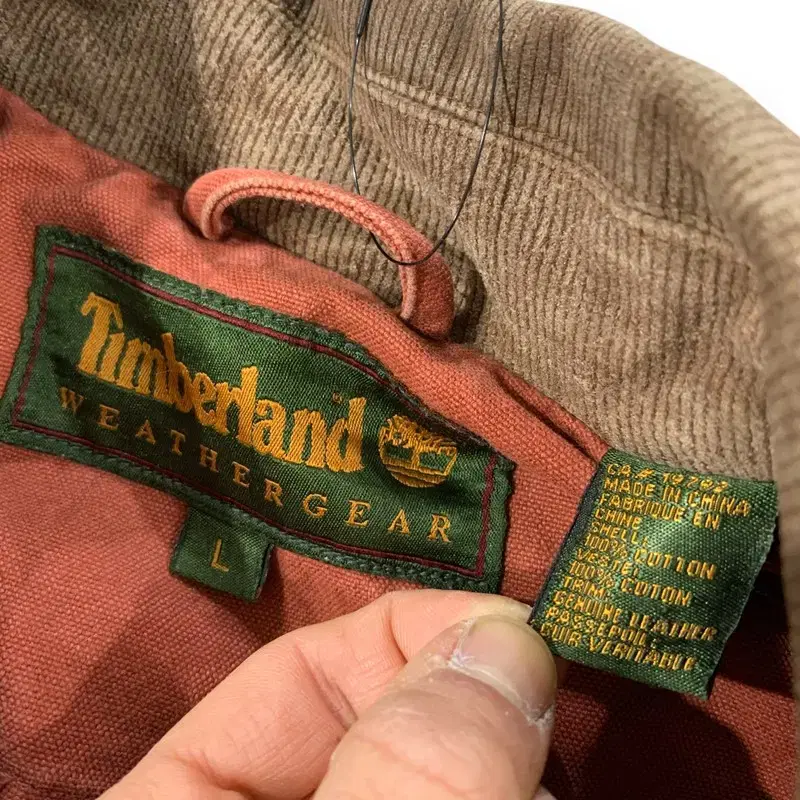 Timberland
WEATHERGEAR
L
CA# 19782
MADE IN CHINA
FABRIQUE EN
CHINE
SHELL
100% COTTON
VESTE
100% COTON
TRIM
GENUINE LEATHER
PASSEPOIL
CUIR VERITABLE